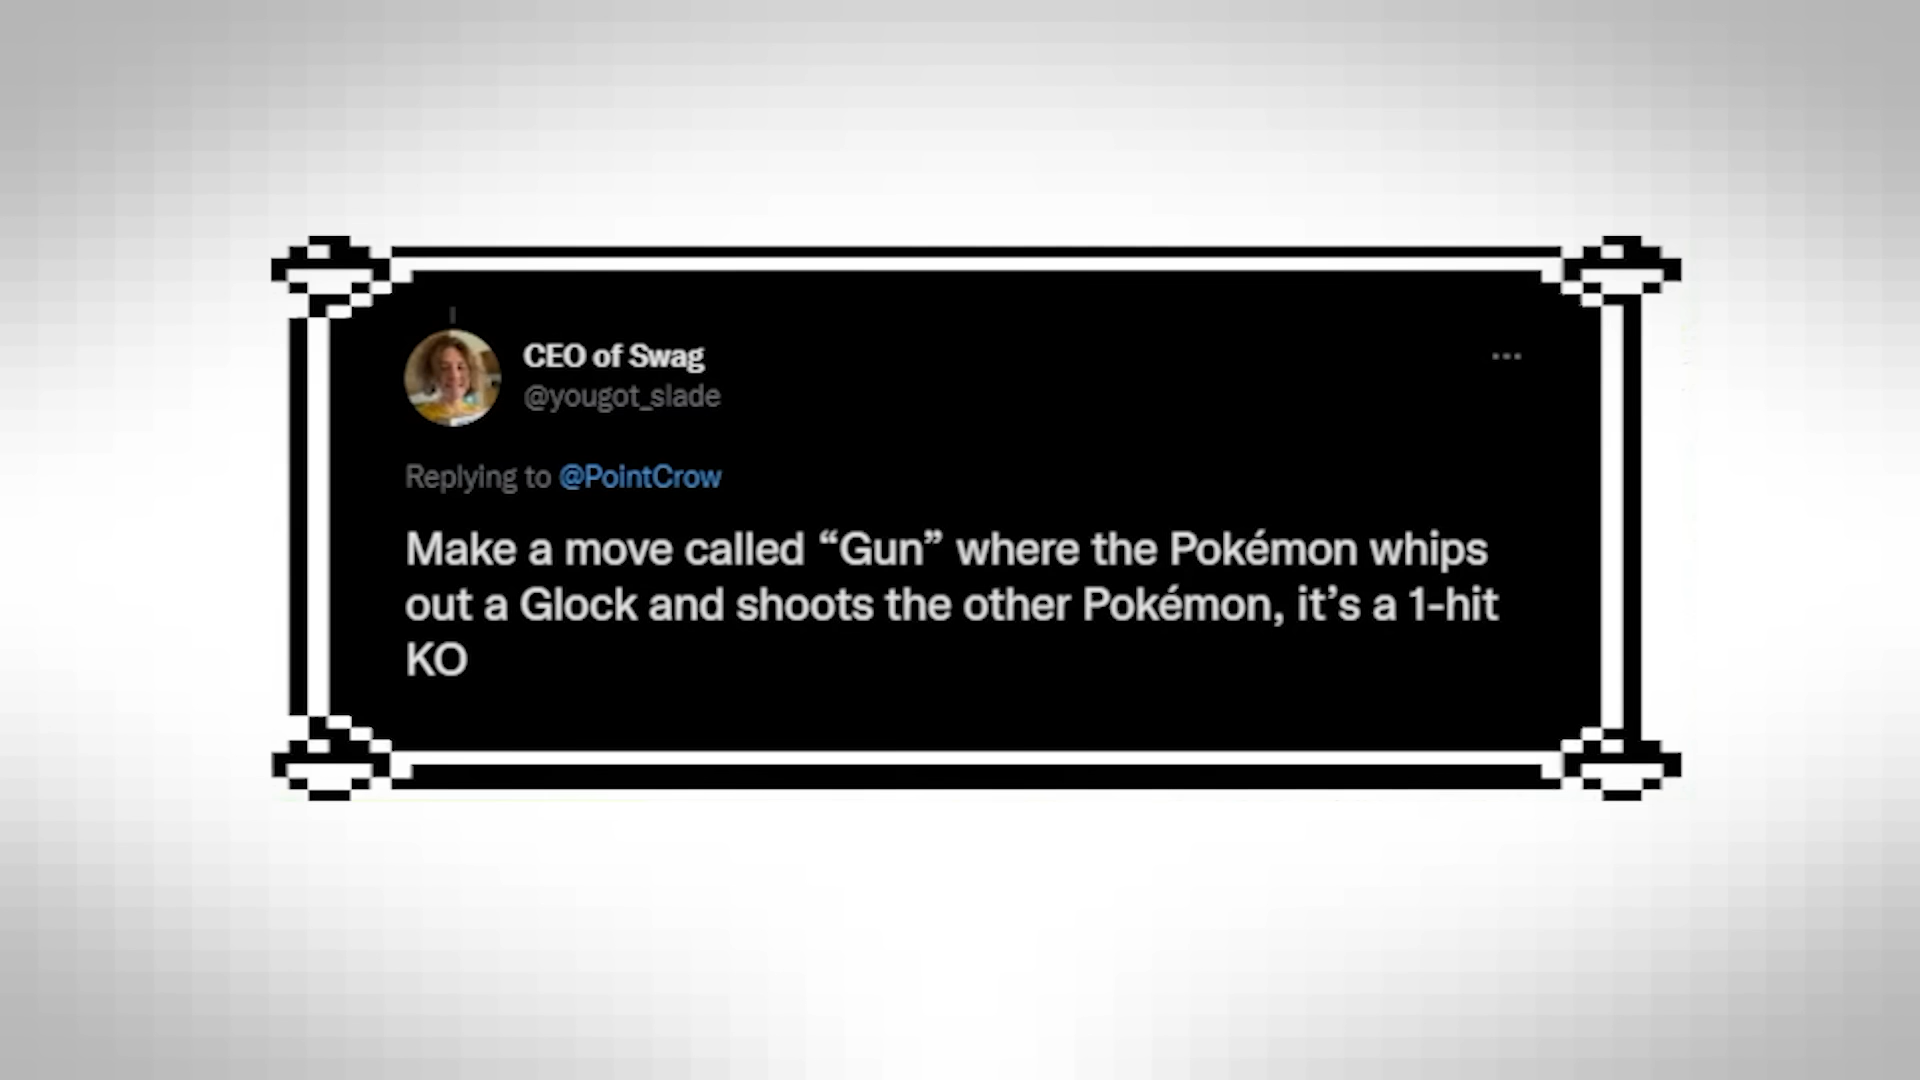 CEO of Swag
@yougot_slade
Replying to @PointCrow
Make a move called “Gun” where the Pokémon whips
out a Glock and shoots the other Pokémon, it’s a 1-hit
KO